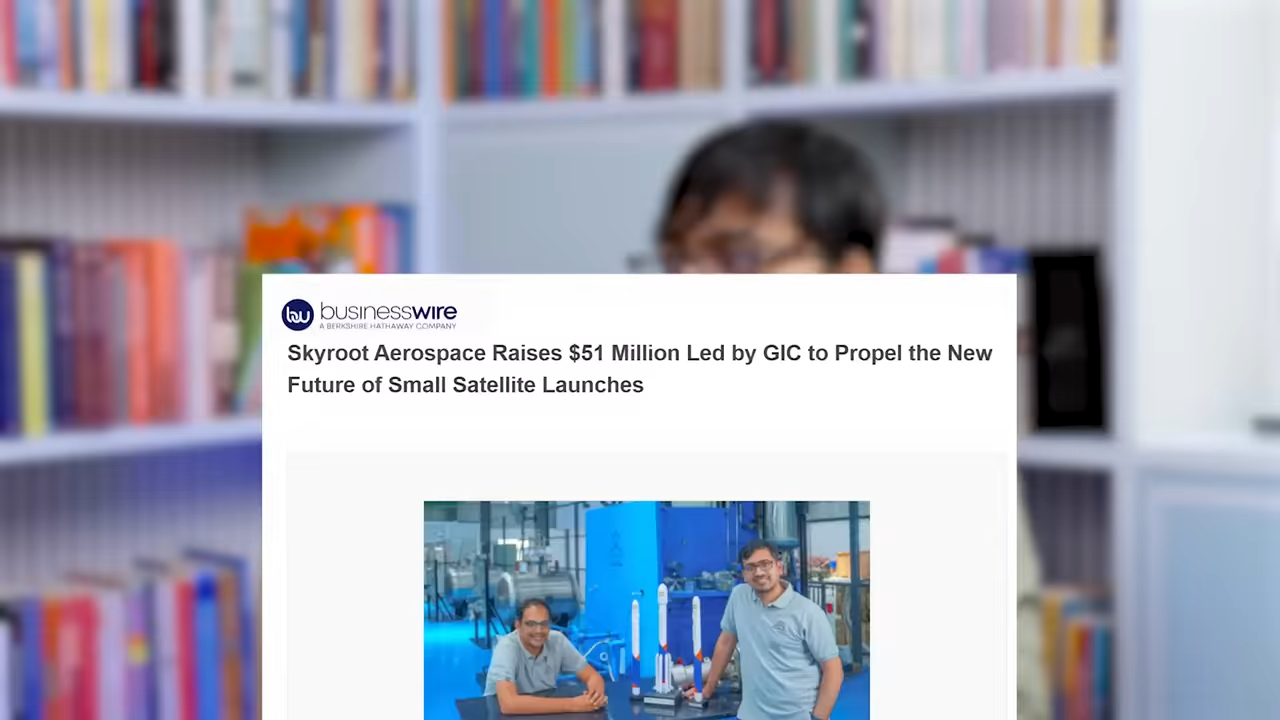 businesswire
A BERKSHIRE HATHAWAY COMPANY
Skyroot Aerospace Raises $51 Million Led by GIC to Propel the New
Future of Small Satellite Launches